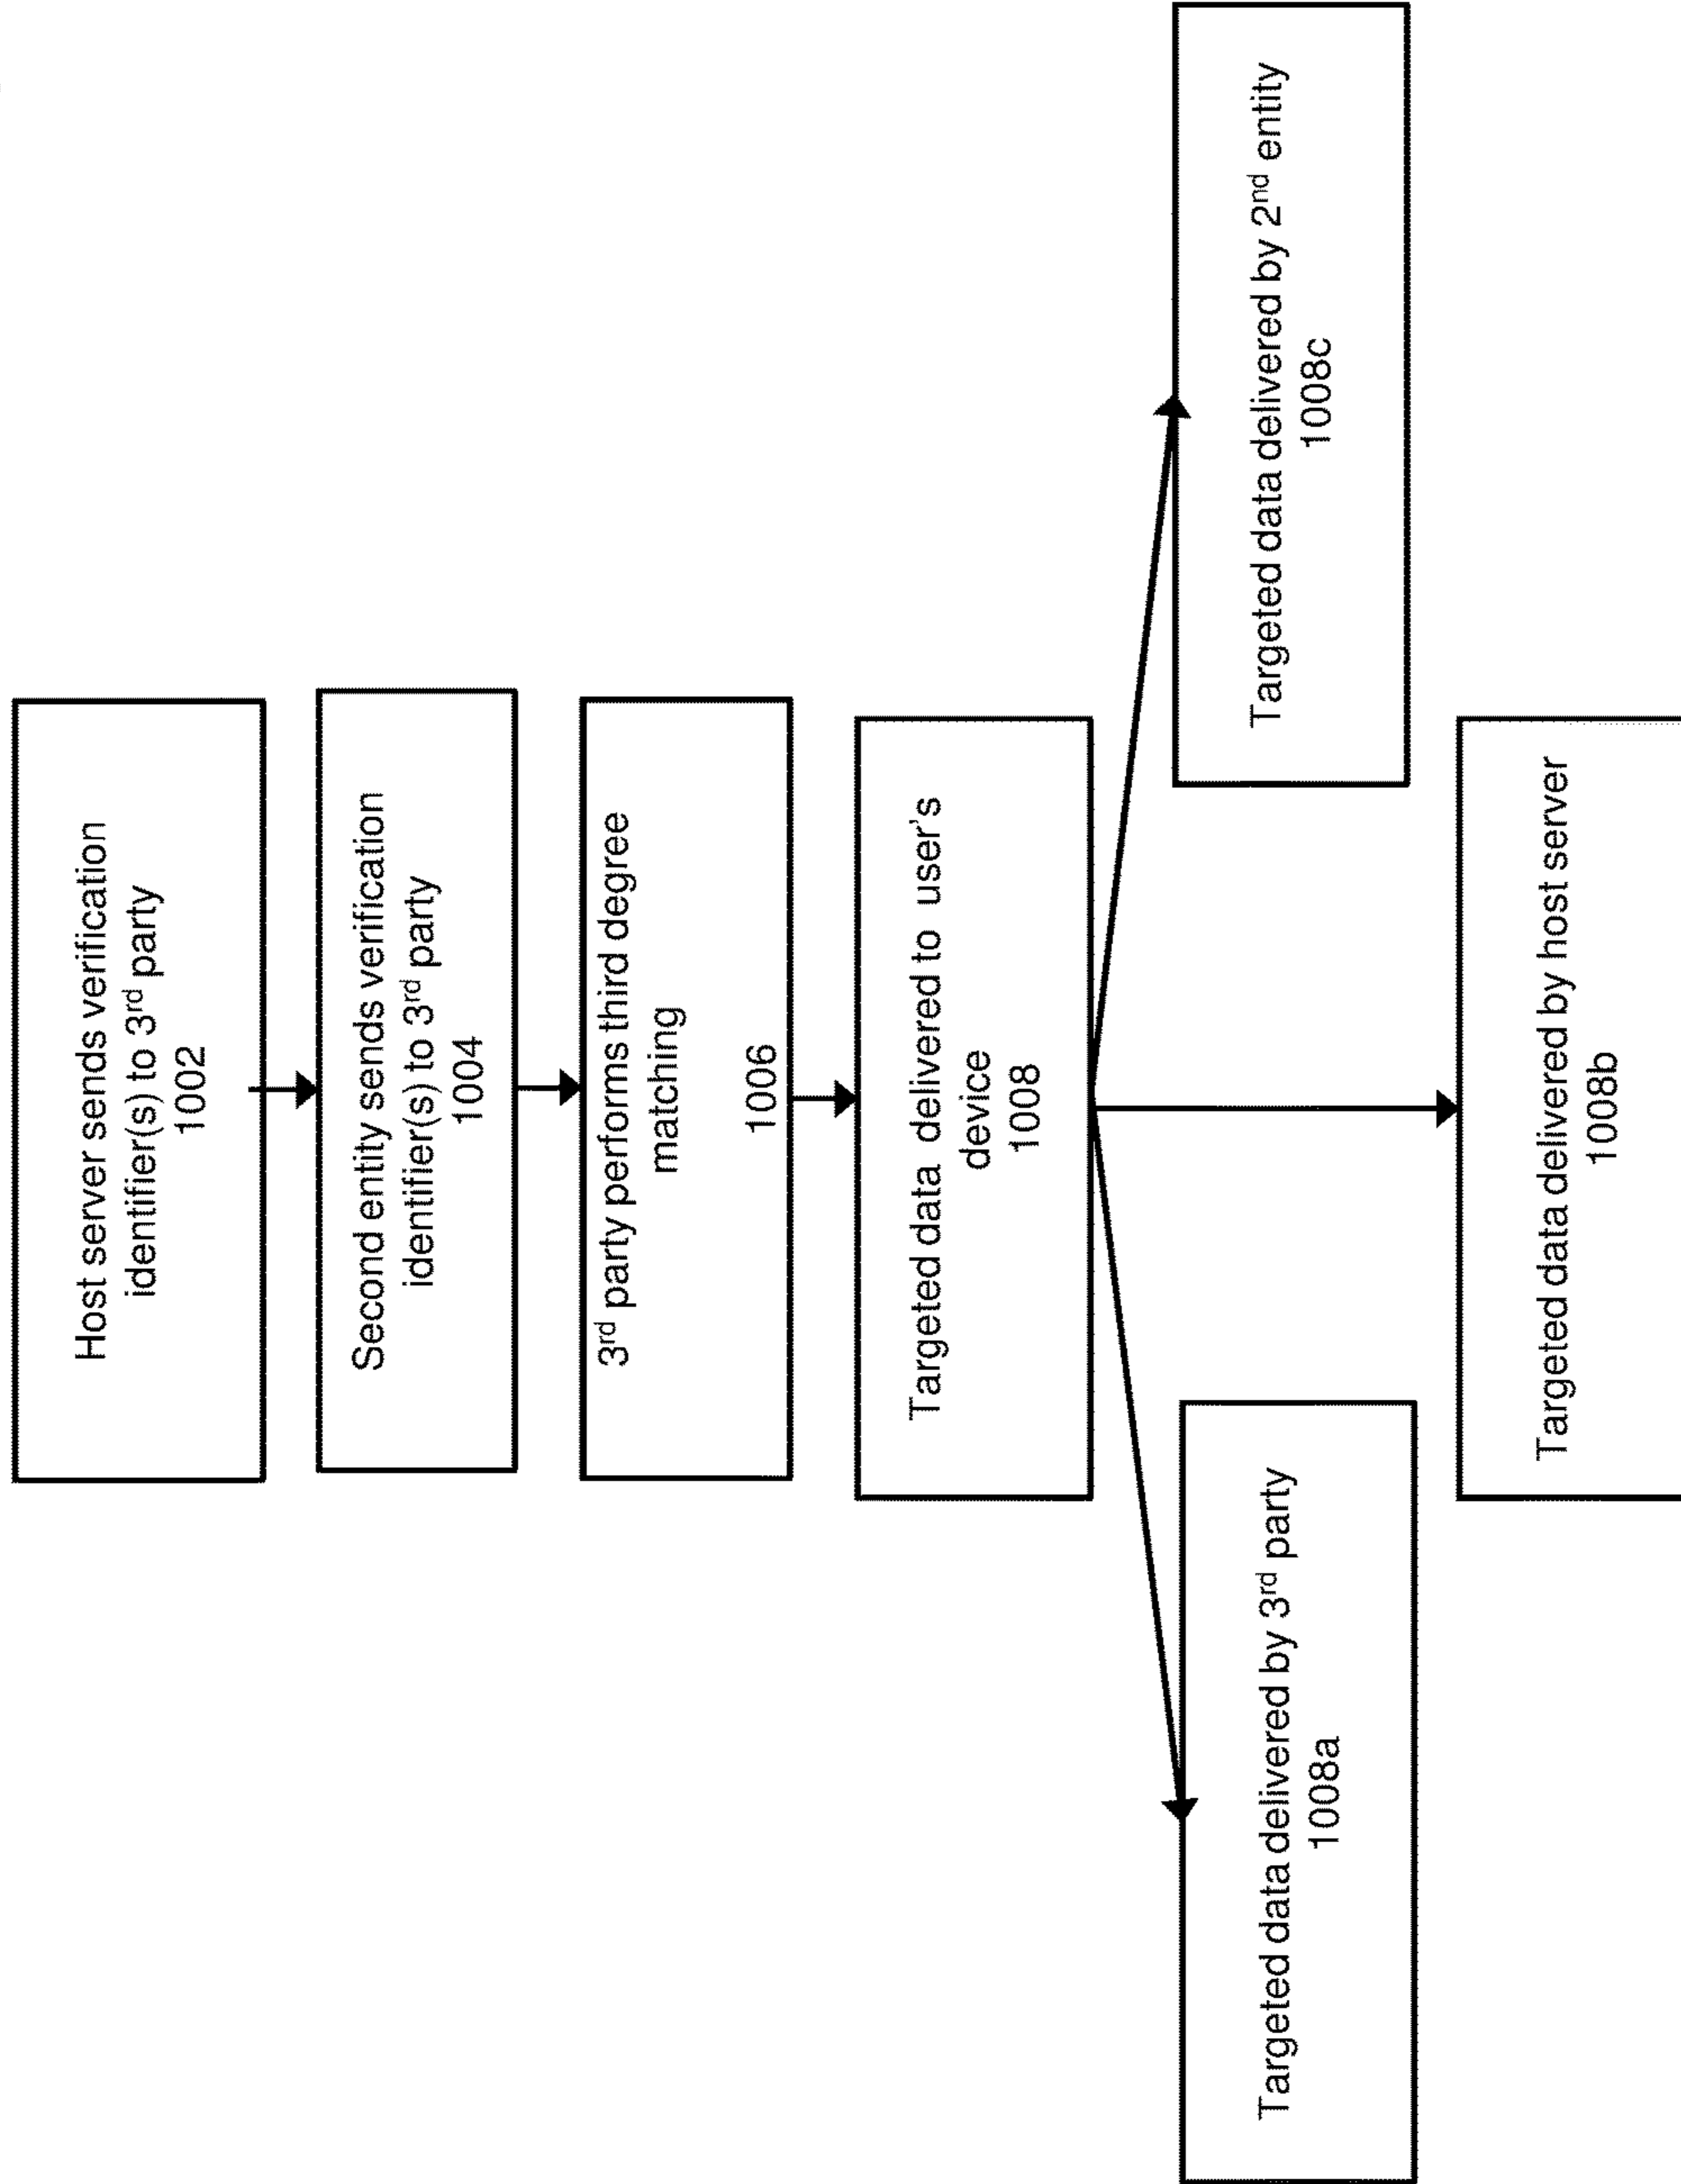 Host server sends verification
identifier(s) to 3rd party
1002
Second entity sends verification
identifier(s) to 3rd party
1004
3rd party performs third degree
matching
1006
Targeted data delivered to user's
device
1008
Targeted data delivered by 3rd party
1008a
Targeted data delivered by host server
1008b
Targeted data delivered by 2nd entity
1008c